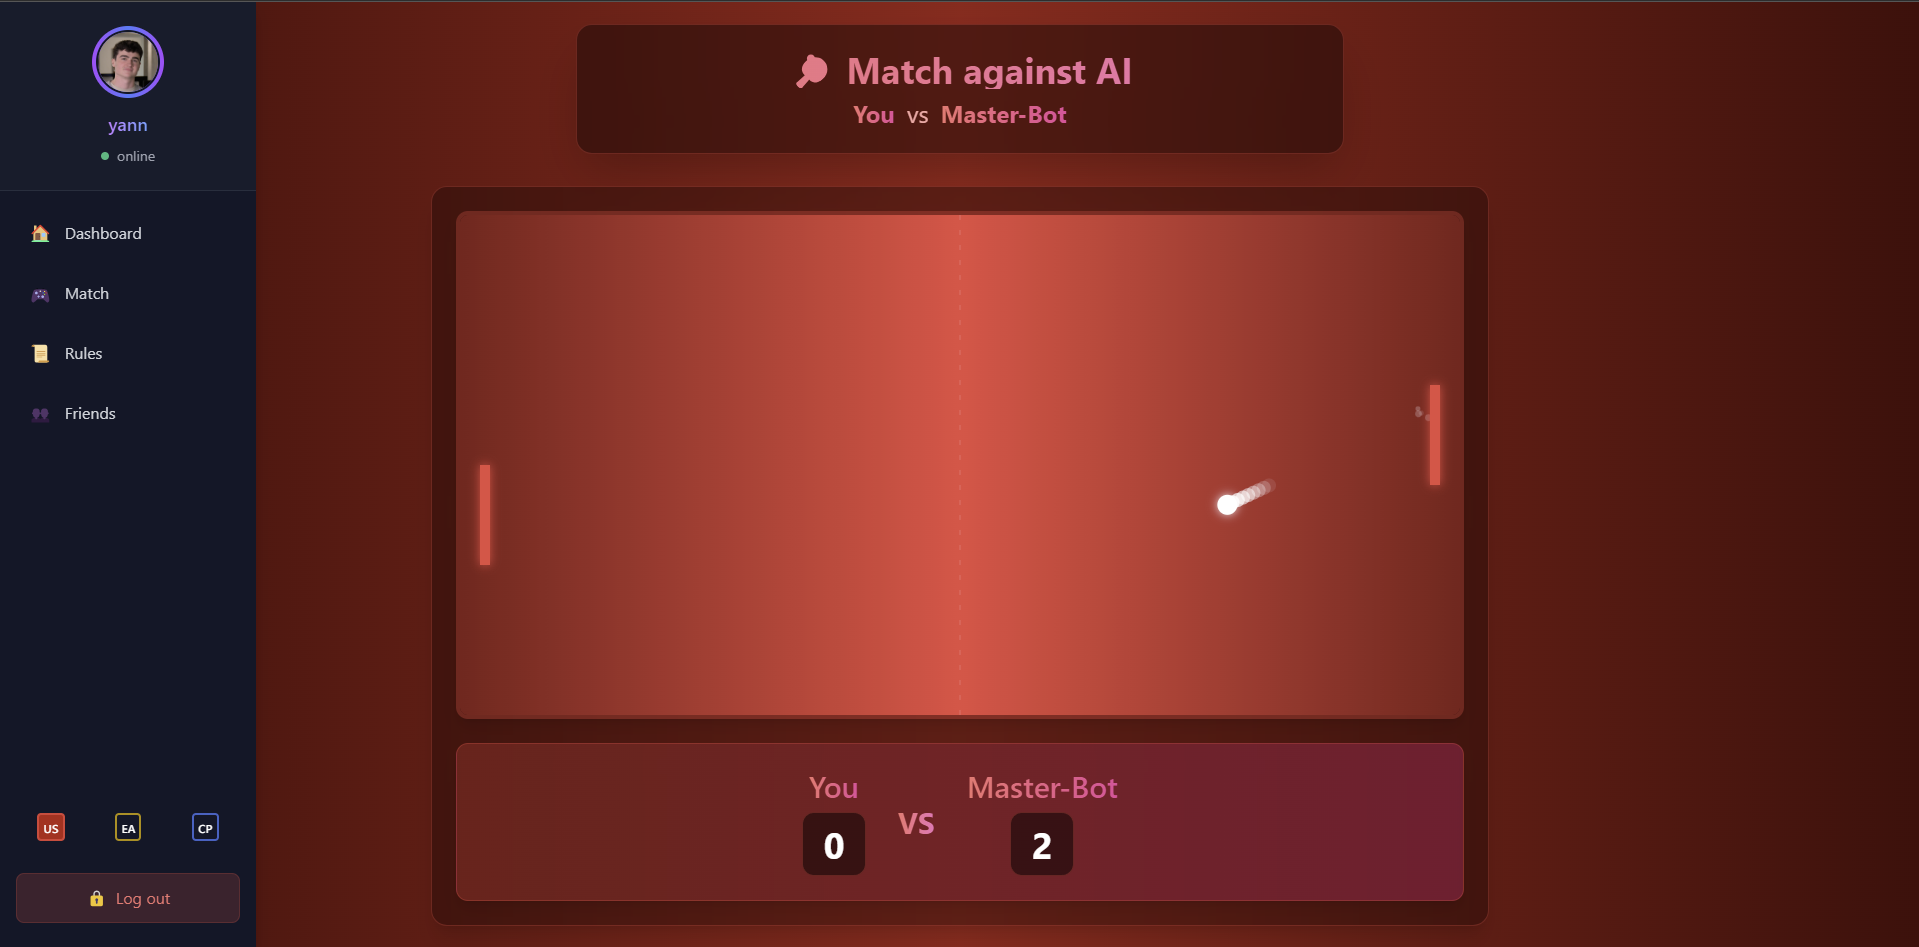 yann
online
Dashboard
Match
Rules
Friends
US
EA
CP
Log out
Match against AI
You vs Master-Bot
You
0
VS
Master-Bot
2